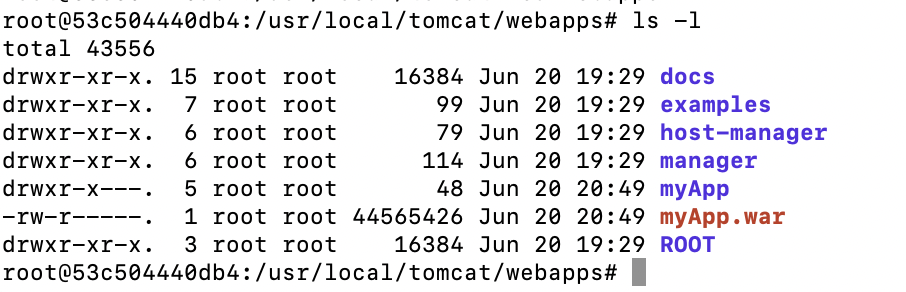 root@53c504440db4:/usr/local/tomcat/webapps# ls -l
total 43556
drwxr-xr-x. 15 root root    16384 Jun 20 19:29 docs
drwxr-xr-x.  7 root root       99 Jun 20 19:29 examples
drwxr-xr-x.  6 root root       79 Jun 20 19:29 host-manager
drwxr-xr-x.  6 root root      114 Jun 20 19:29 manager
drwxr-x---.  5 root root       48 Jun 20 20:49 myApp
-rw-r-----.  1 root root 44565426 Jun 20 20:49 myApp.war
drwxr-xr-x.  3 root root    16384 Jun 20 19:29 ROOT
root@53c504440db4:/usr/local/tomcat/webapps#